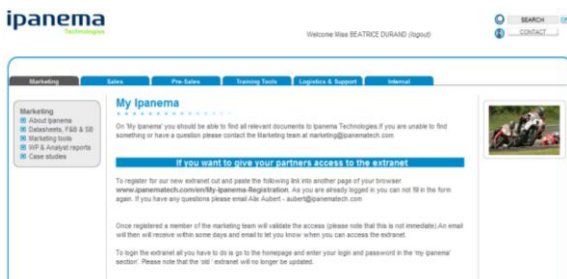 ipanema
Technologies
Welcome Miss BEATRICE DURAND (logout)
SEARCH
CONTACT
Marketing
Sales
Pre-Sales
Training Tools
Logistics & Support
Internal
Marketing
About Ipanema
Datasheets, F&B & SB
Marketing tools
WP & Analyst reports
Case studies
My Ipanema
On 'My Ipanema' you should be able to find all relevant documents to Ipanema Technologies.If you are unable to find
something or have a question please contact the Marketing team at marketing@ipanematech.com
If you want to give your partners access to the extranet
To register for our new extranet cut and paste the following link into another page of your browser
www.ipanematech.com/en/My-Ipanema-Registration. As you are already logged in you can not fill in the form
again. If you have any questions please email Alix Aubert - aubert@ipanematech.com
Once registered a member of the marketing team will validate the access (please note that this is not immediate).An email
will then will receive within some days and email to let you know when you can access the extranet.
To login the extranet all you have to do is go to the homepage and enter your login and password in the 'my ipanema'
section'. Please note that the 'old ' extranet will no longer be updated.